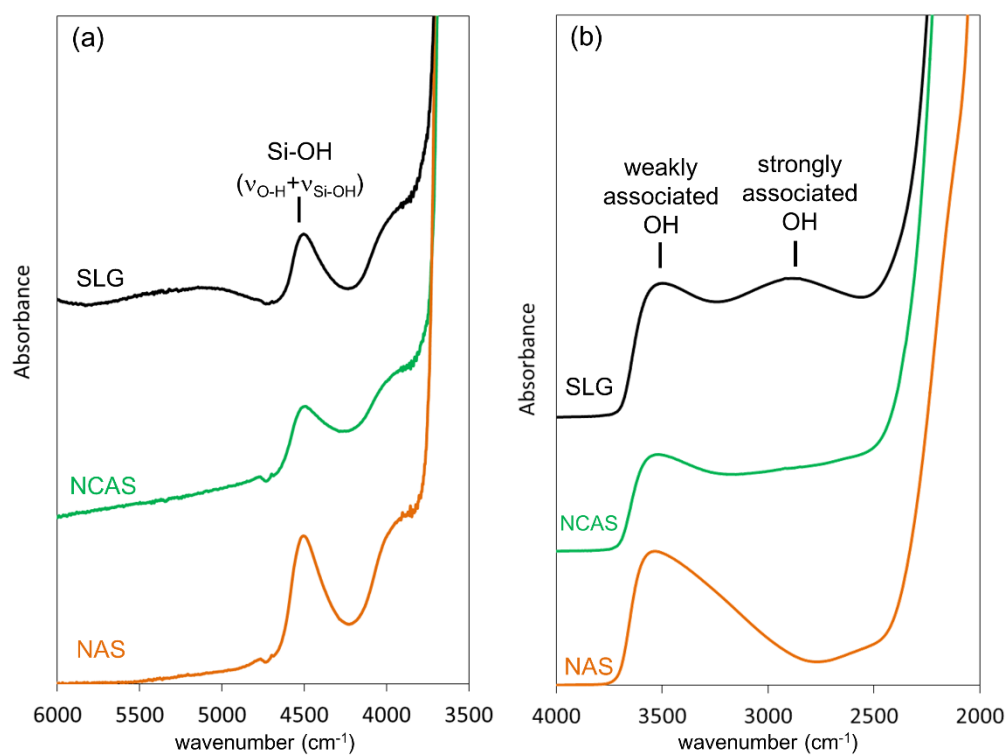 (a)
Si-OH
(νO-H+νSi-OH)
SLG
NCAS
NAS
Absorbance
6000 5500 5000 4500 4000 3500
wavenumber (cm⁻¹)
(b)
weakly
associated
OH
strongly
associated
OH
SLG
NCAS
NAS
Absorbance
4000 3500 3000 2500 2000
wavenumber (cm⁻¹)